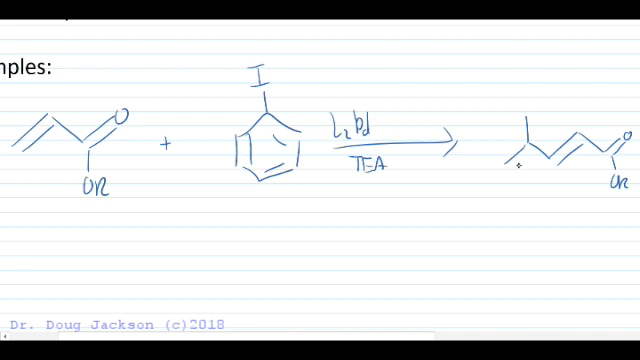 mples:
I
O
+
OR
L₂Pd
TEA
O
OR
Dr. Doug Jackson (c)2018